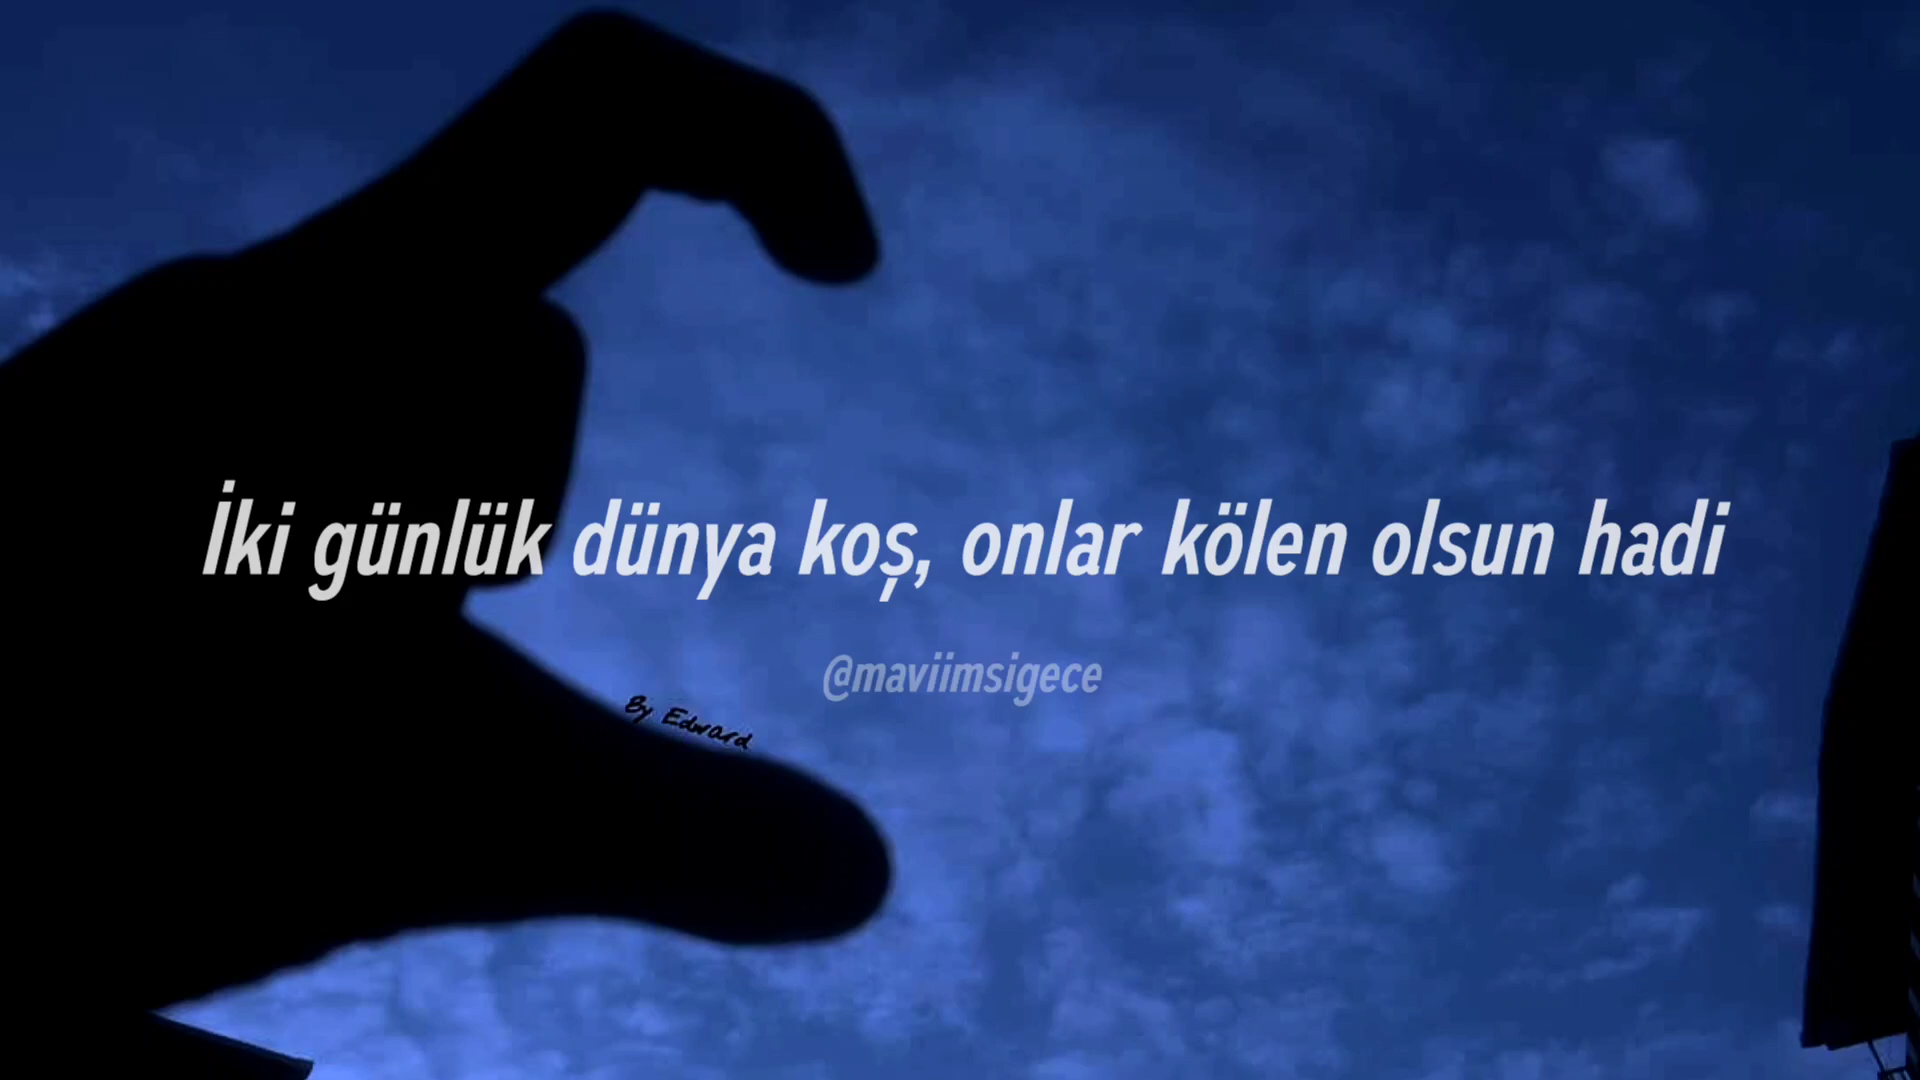 İki günlük dünya koş, onlar kölen olsun hadi
@maviimsigece
By Edward